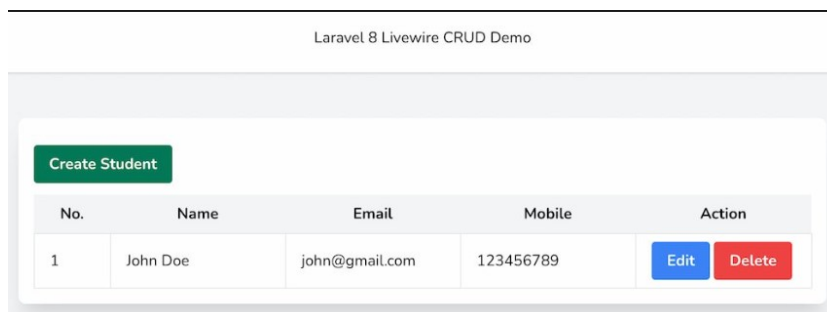 Laravel 8 Livewire CRUD Demo
Create Student
No. Name Email Mobile Action
1 John Doe john@gmail.com 123456789 Edit Delete